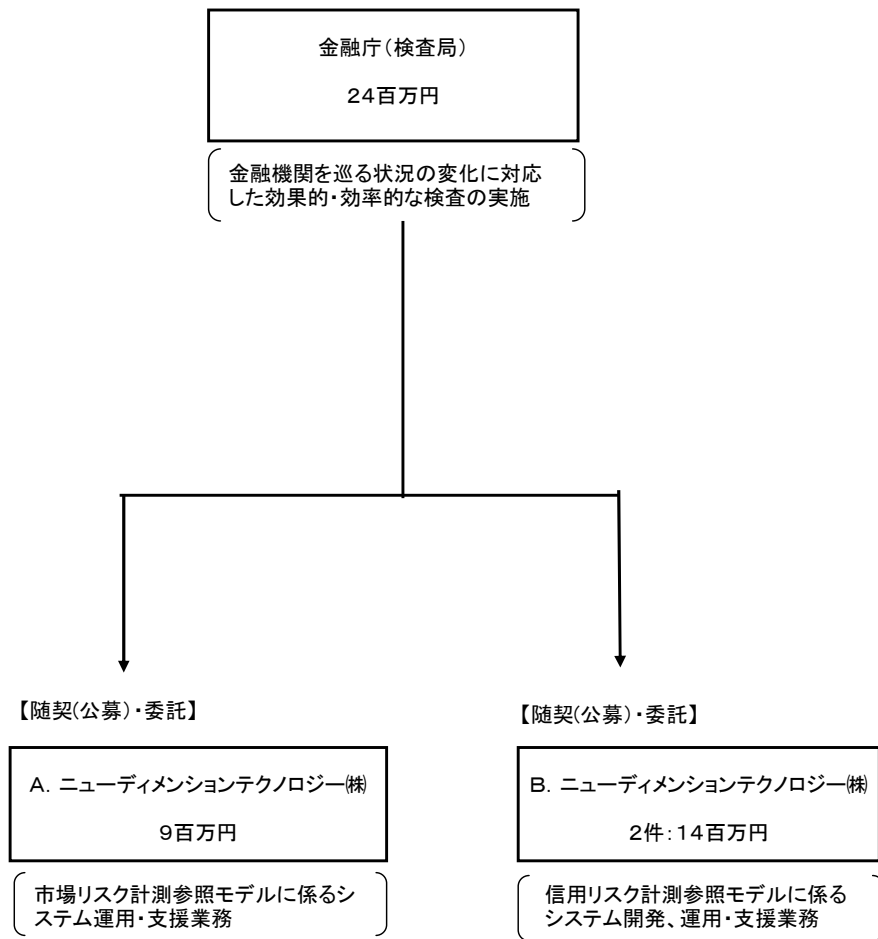 金融庁(検査局)
24百万円
金融機関を巡る状況の変化に対応
した効果的・効率的な検査の実施
【随契(公募)・委託】
A. ニューディメンションテクノロジー㈱
9百万円
市場リスク計測参照モデルに係るシ
ステム運用・支援業務
【随契(公募)・委託】
B. ニューディメンションテクノロジー㈱
2件:14百万円
信用リスク計測参照モデルに係る
システム開発、運用・支援業務